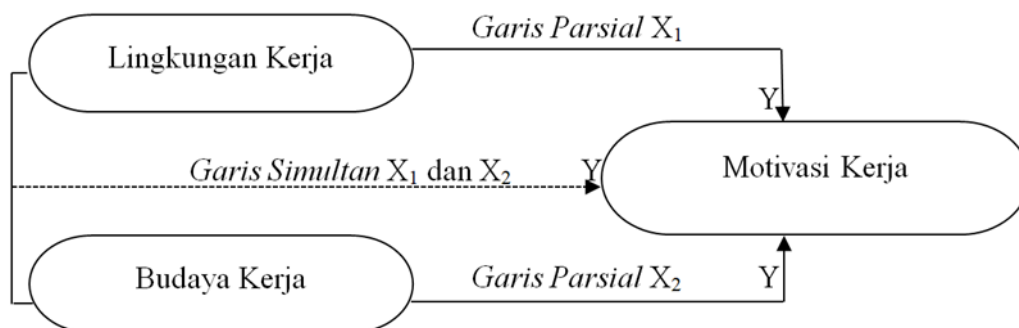 Garis Parsial X₁
Lingkungan Kerja
Y
Garis Simultan X₁ dan X₂ Y
Motivasi Kerja
Budaya Kerja
Garis Parsial X₂
Y